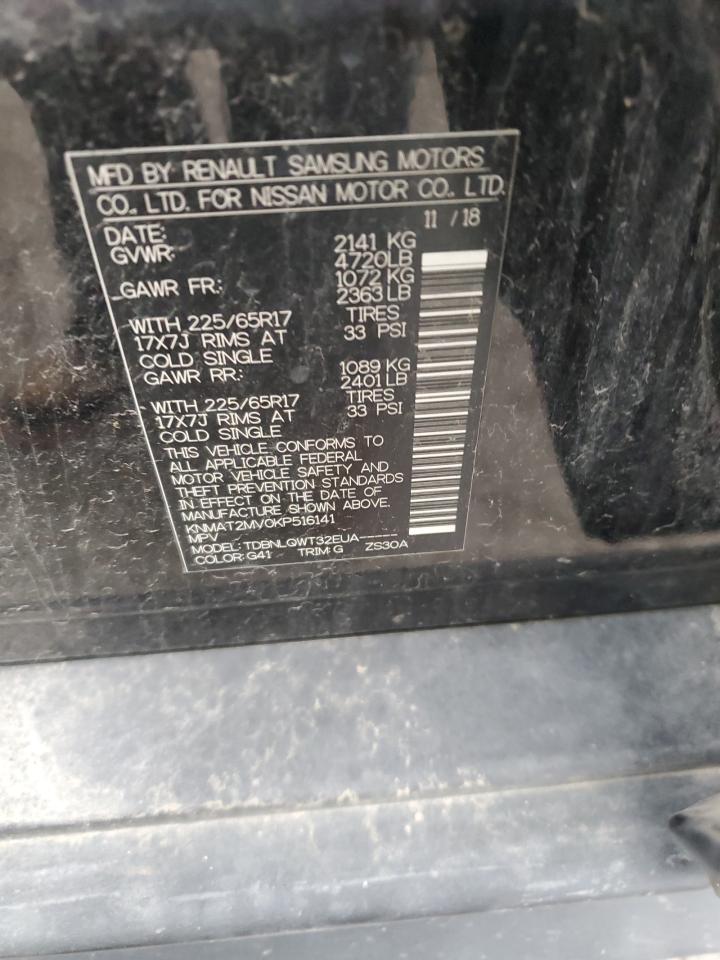 MFD BY RENAULT SAMSUNG MOTORS
CO., LTD. FOR NISSAN MOTOR CO., LTD.
DATE: 11 / 18
GVWR: 2141 KG
4720LB
GAWR FR: 1072 KG
2363 LB
WITH 225/65R17 TIRES
17X7J RIMS AT 33 PSI
COLD SINGLE
GAWR RR: 1089 KG
2401 LB
WITH 225/65R17 TIRES
17X7J RIMS AT 33 PSI
COLD SINGLE
THIS VEHICLE CONFORMS TO
ALL APPLICABLE FEDERAL
MOTOR VEHICLE SAFETY AND
THEFT PREVENTION STANDARDS
IN EFFECT ON THE DATE OF
MANUFACTURE SHOWN ABOVE.
KNMAT2MV0KP516141
MPV
MODEL: TDBNLQWT32EUA-----
COLOR: G41 TRIM: G ZS30A